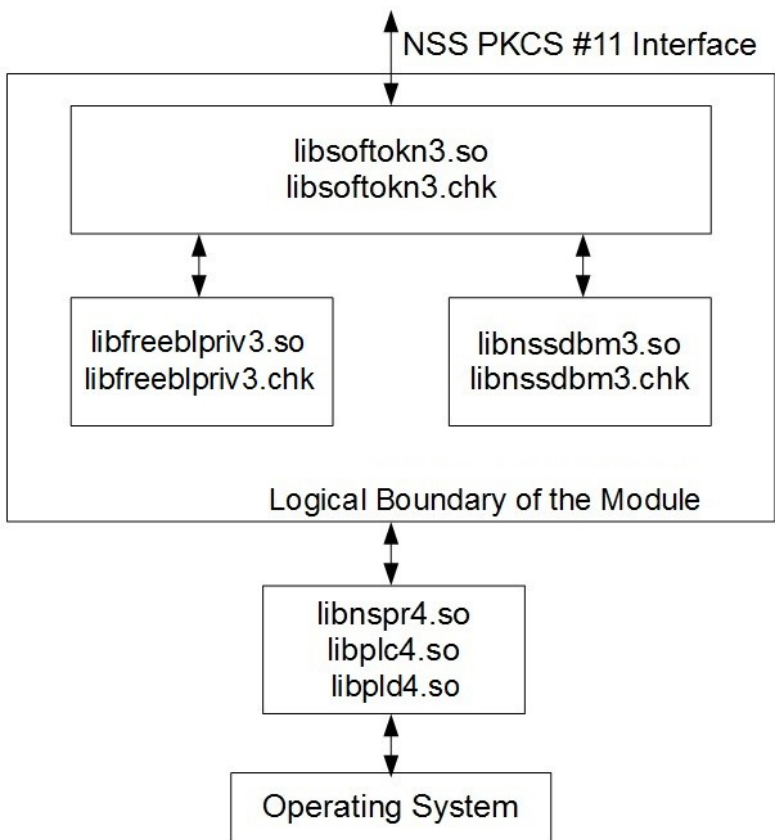 NSS PKCS #11 Interface
libsoftokn3.so
libsoftokn3.chk
libfreeblpriv3.so
libfreeblpriv3.chk
libnssdbm3.so
libnssdbm3.chk
Logical Boundary of the Module
libnspr4.so
libplc4.so
libpld4.so
Operating System